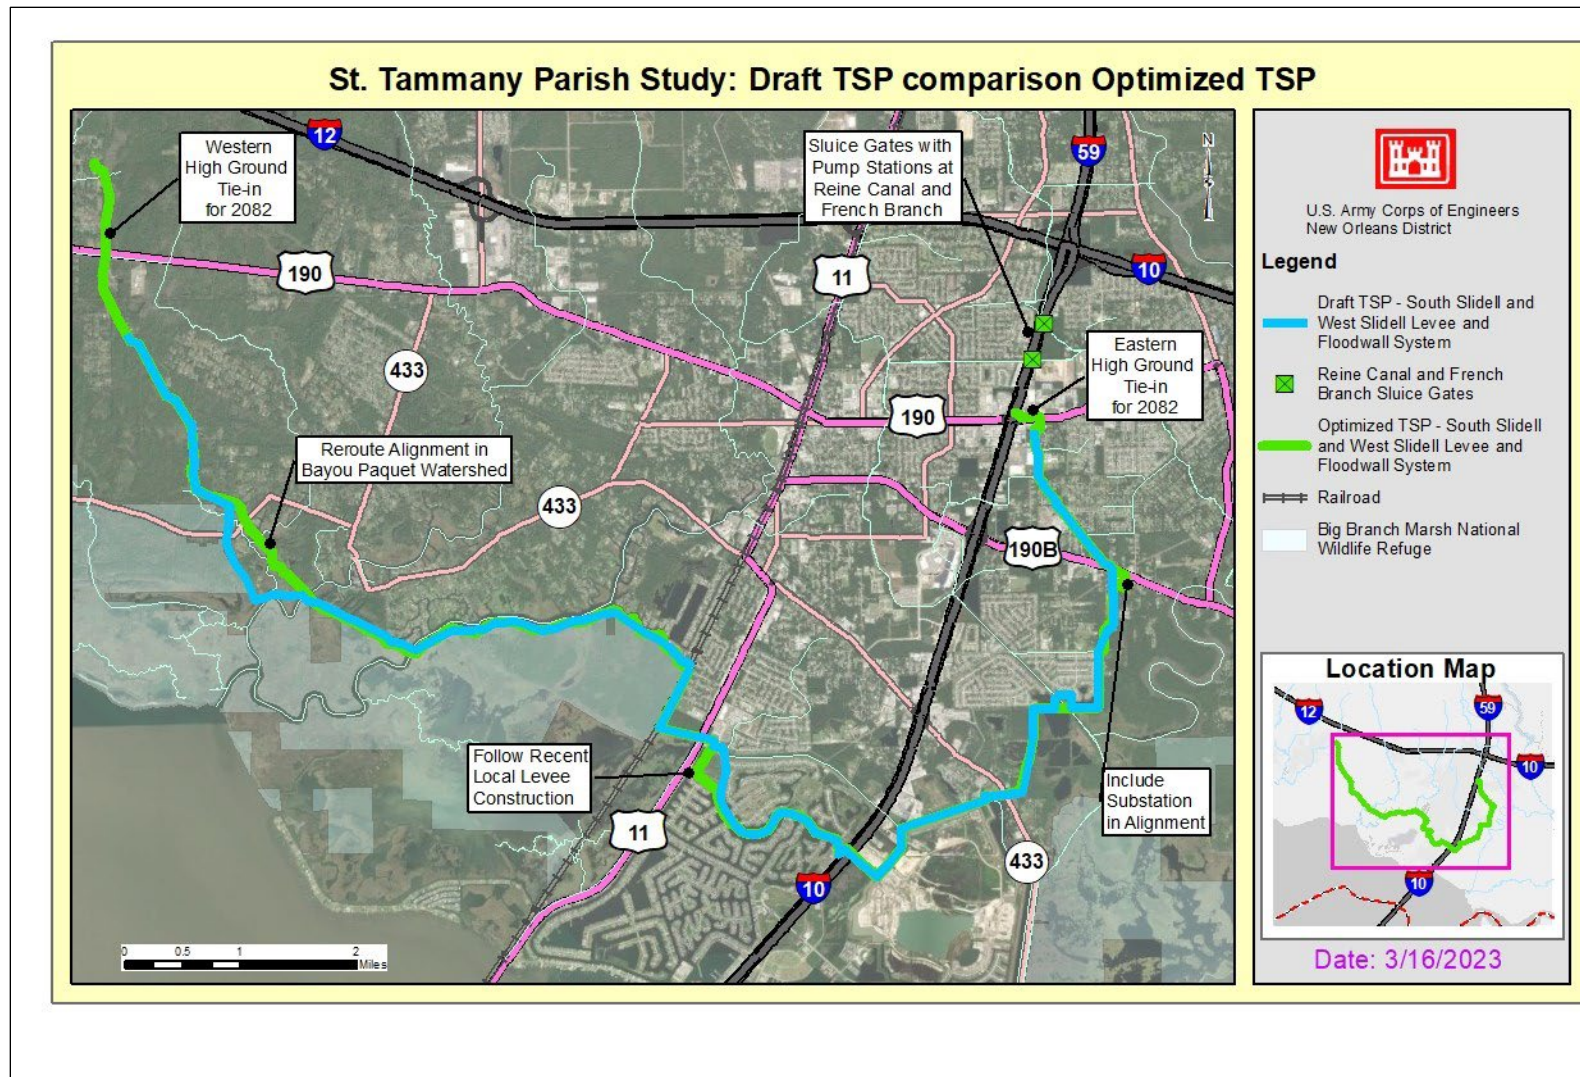 St. Tammany Parish Study: Draft TSP comparison Optimized TSP
12
Western
High Ground
Tie-in
for 2082
Sluice Gates with
Pump Stations at
Reine Canal and
French Branch
59
N
190
11
10
433
Eastern
High Ground
Tie-in
for 2082
190
Reroute Alignment in
Bayou Paquet Watershed
433
190B
Follow Recent
Local Levee
Construction
Include
Substation
in Alignment
11
433
10
0 0.5 1 2
Miles
U.S. Army Corps of Engineers
New Orleans District
Legend
Draft TSP - South Slidell and
West Slidell Levee and
Floodwall System
Reine Canal and French
Branch Sluice Gates
Optimized TSP - South Slidell
and West Slidell Levee and
Floodwall System
Railroad
Big Branch Marsh National
Wildlife Refuge
Location Map
12
59
10
10
Date: 3/16/2023